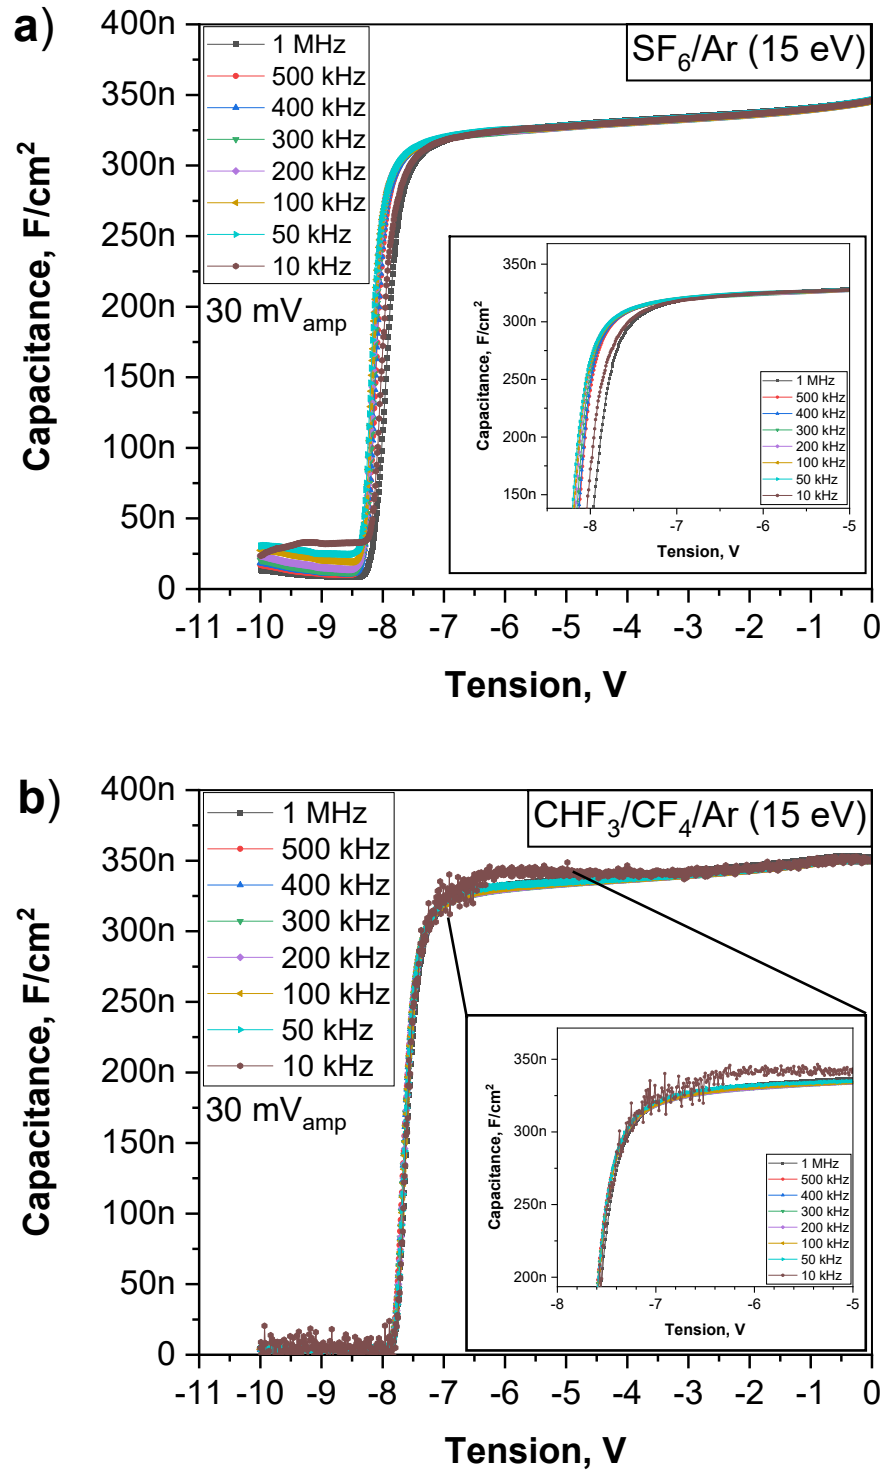 a)
SF6/Ar (15 eV)
Capacitance, F/cm2
400n
350n
300n
250n
200n
150n
100n
50n
0
1 MHz
500 kHz
400 kHz
300 kHz
200 kHz
100 kHz
50 kHz
10 kHz
30 mVamp
Capacitance, F/cm2
350n
300n
250n
200n
150n
1 MHz
500 kHz
400 kHz
300 kHz
200 kHz
100 kHz
50 kHz
10 kHz
-8 -7 -6 -5
Tension, V
-11 -10 -9 -8 -7 -6 -5 -4 -3 -2 -1 0
Tension, V
b)
CHF3/CF4/Ar (15 eV)
Capacitance, F/cm2
400n
350n
300n
250n
200n
150n
100n
50n
0
1 MHz
500 kHz
400 kHz
300 kHz
200 kHz
100 kHz
50 kHz
10 kHz
30 mVamp
Capacitance, F/cm2
350n
300n
250n
200n
1 MHz
500 kHz
400 kHz
300 kHz
200 kHz
100 kHz
50 kHz
10 kHz
-8 -7 -6 -5
Tension, V
-11 -10 -9 -8 -7 -6 -5 -4 -3 -2 -1 0
Tension, V